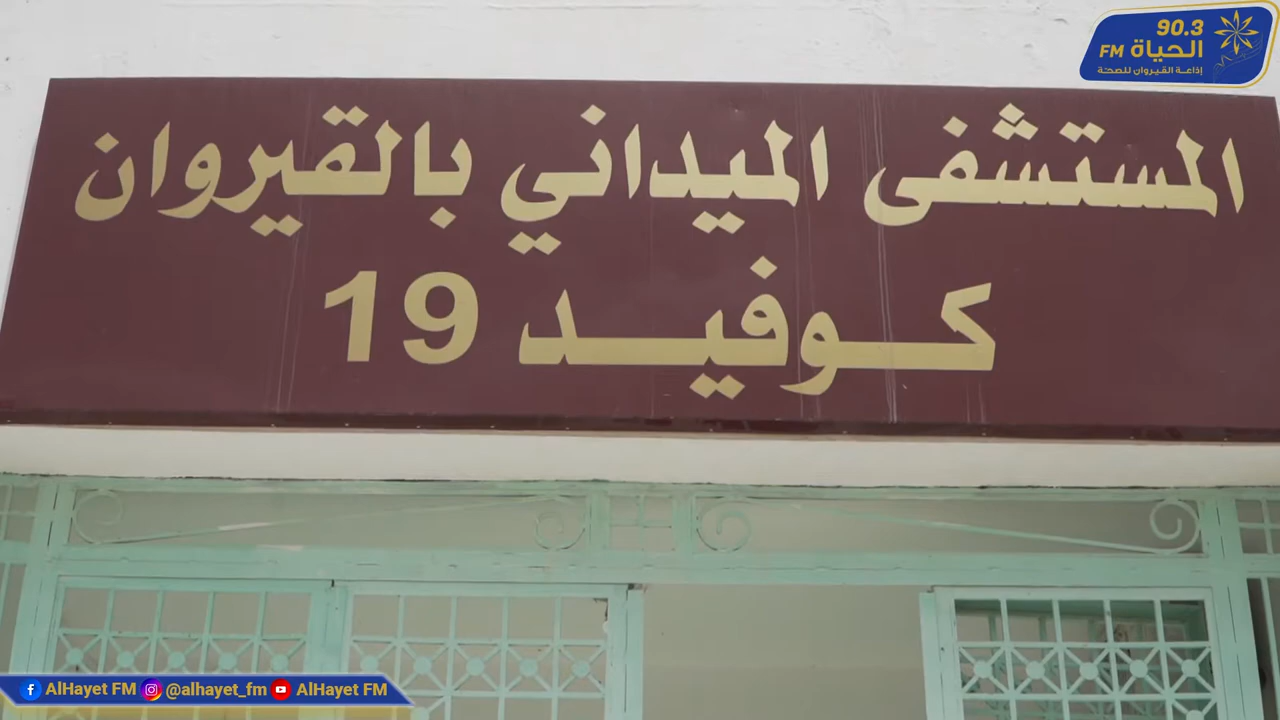 90.3
الحياة FM
إذاعة القيروان للصحة
المستشفى الميداني بالقيروان
كوفيد 19
AlHayet FM @alhayet_fm AlHayet FM